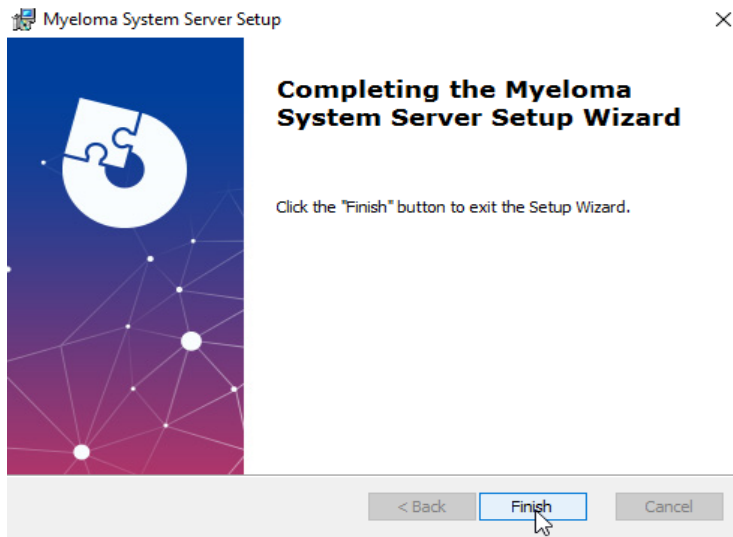 Myeloma System Server Setup
Completing the Myeloma
System Server Setup Wizard
Click the "Finish" button to exit the Setup Wizard.
< Back
Finish
Cancel